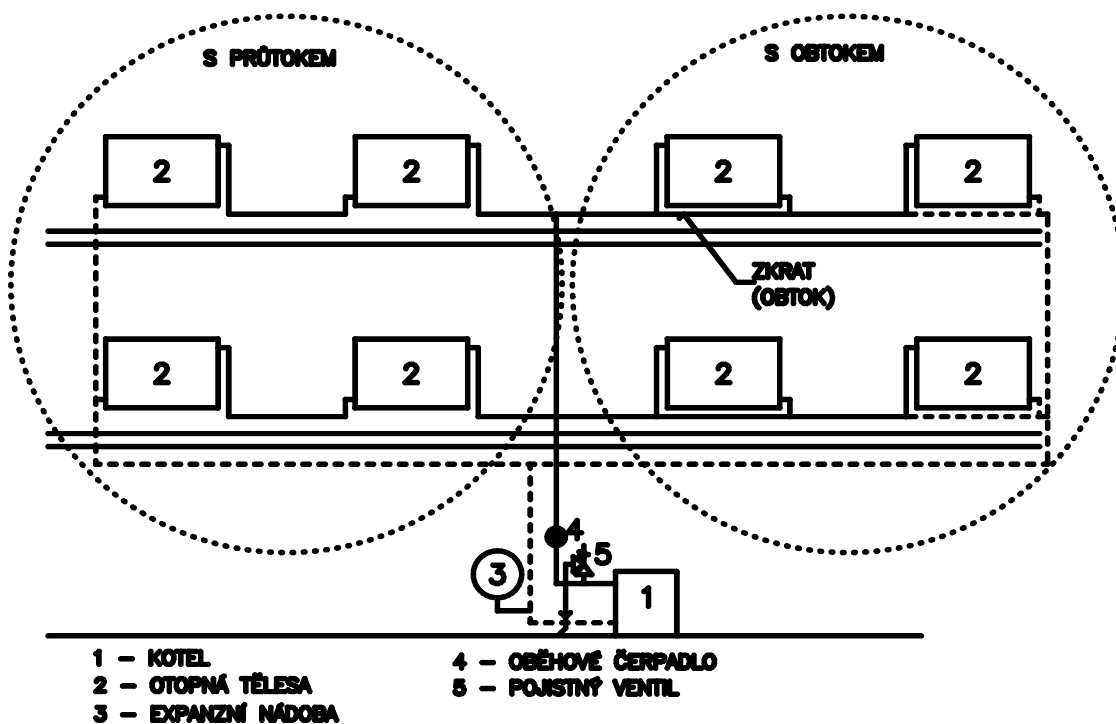 S PRŮTOKEM
S OBTOKEM
2 2 2 2
ZKRAT
(OBTOK)
2 2 2 2
4
5
3
1
1 – KOTEL
2 – OTOPNÁ TĚLESA
3 – EXPANZNÍ NÁDOBA
4 – OBĚHOVÉ ČERPADLO
5 – POJISTNÝ VENTIL